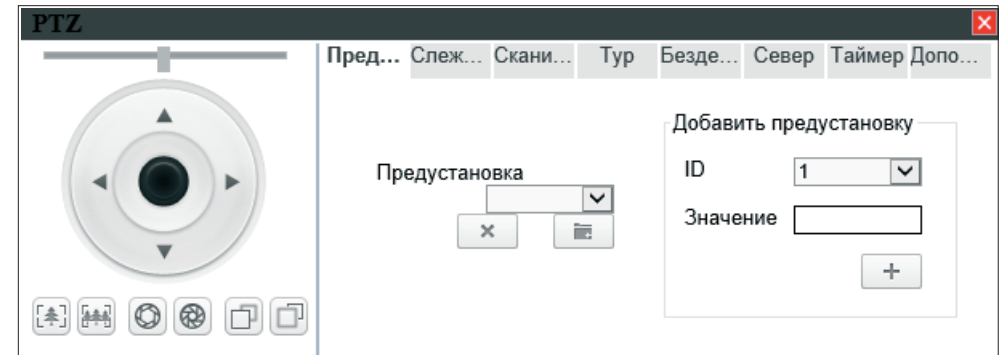 PTZ
Пред... Слеж... Скани... Тур Безде... Север Таймер Допо...
Добавить предустановку
Предустановка
ID 1
Значение